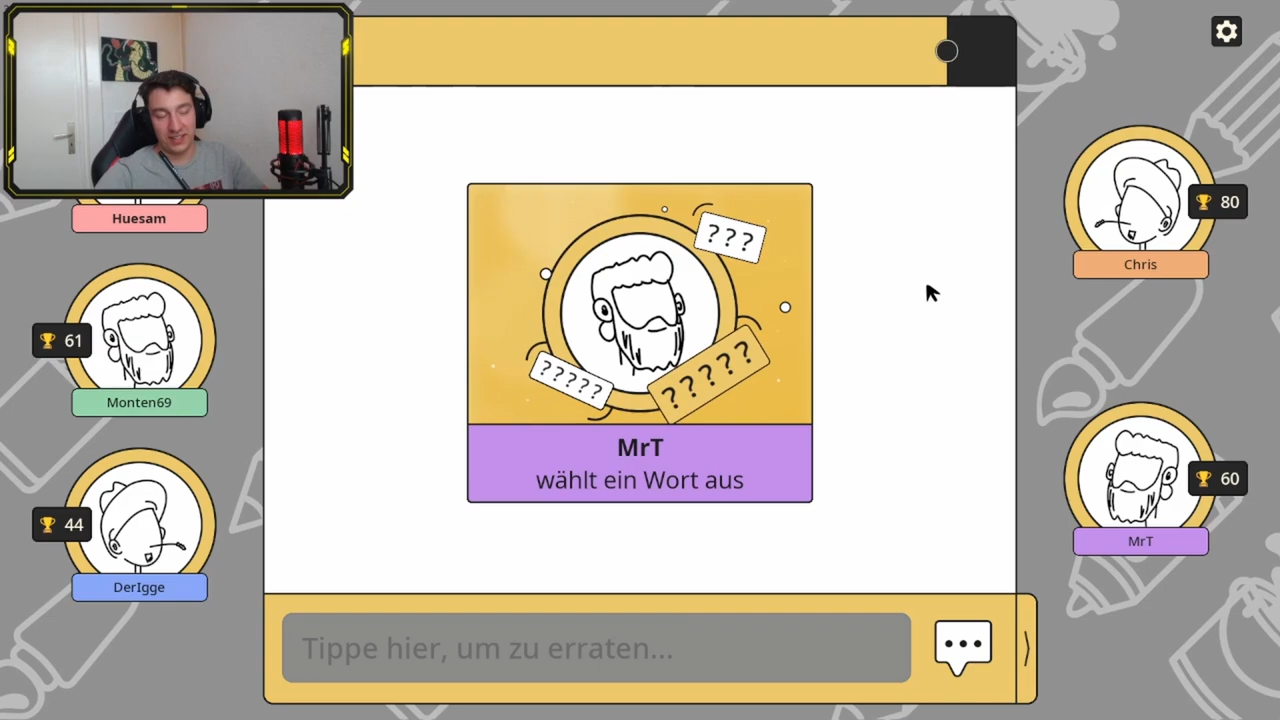 Huesam
61
Monten69
44
DerIgge
???
?????
?????
MrT
wählt ein Wort aus
80
Chris
60
MrT
Tippe hier, um zu erraten...